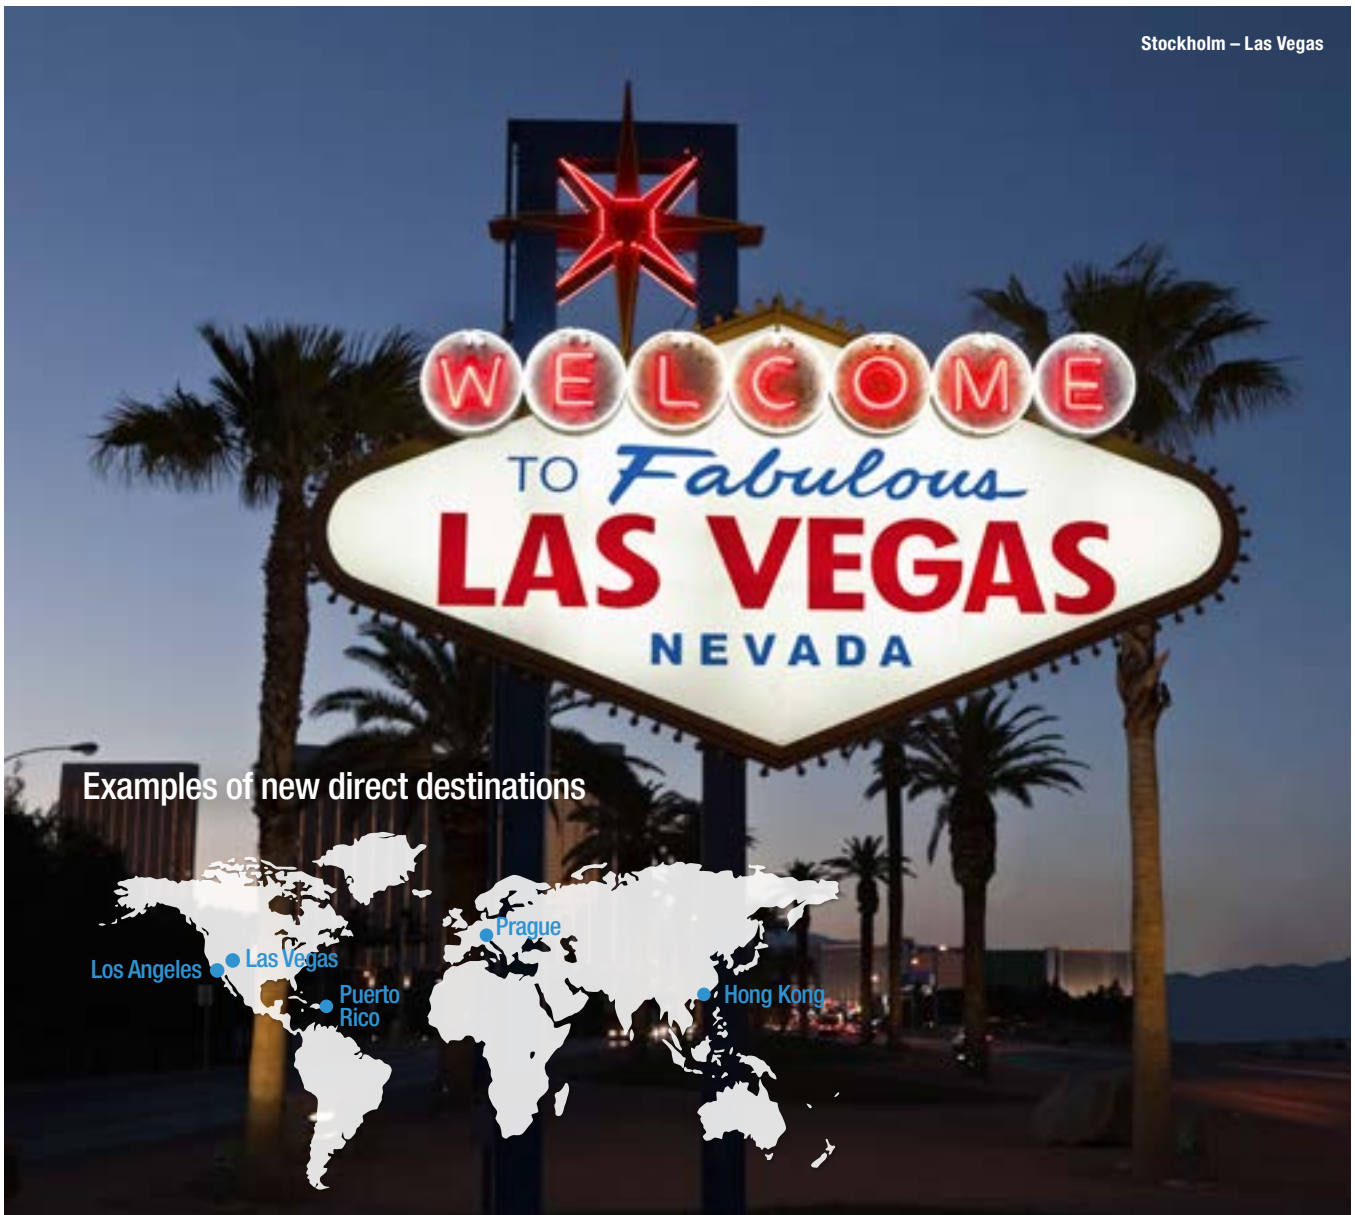 Stockholm – Las Vegas
WELCOME
TO Fabulous
LAS VEGAS
NEVADA
Examples of new direct destinations
Prague
Las Vegas
Los Angeles
Puerto
Rico
Hong Kong